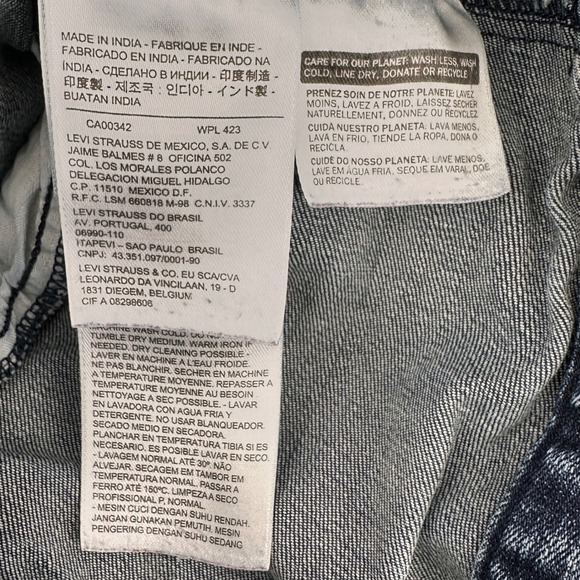 MADE IN INDIA - FABRIQUE EN INDE -
FABRICADO EN INDIA - FABRICADO NA
ÍNDIA - СДЕЛАНО В ИНДИИ - 印度制造 -
印度製 - 제조국 : 인디아 - インド製 -
BUATAN INDIA
CA00342 WPL 423
LEVI STRAUSS DE MEXICO, S.A. DE C.V.
JAIME BALMES # 8 OFICINA 502
COL. LOS MORALES POLANCO
DELEGACION MIGUEL HIDALGO
C.P. 11510 MEXICO D.F.
R.F.C. LSM 660818 M-98 C.N.I.V. 3337
LEVI STRAUSS DO BRASIL
AV. PORTUGAL, 400
06990-110
ITAPEVI – SAO PAULO BRASIL
CNPJ: 43.351.097/0001-90
LEVI STRAUSS & CO. EU SCA/CVA
LEONARDO DA VINCILAAN, 19 - D
1831 DIEGEM, BELGIUM
CIF A 08298606
MACHINE WASH COLD. DO NOT
TUMBLE DRY MEDIUM. WARM IRON IF
NEEDED. DRY CLEANING POSSIBLE -
LAVER EN MACHINE A L'EAU FROIDE.
NE PAS BLANCHIR. SECHER EN MACHINE
A TEMPERATURE MOYENNE. REPASSER A
TEMPERATURE MOYENNE AU BESOIN.
NETTOYAGE A SEC POSSIBLE - LAVAR
EN LAVADORA CON AGUA FRIA Y
DETERGENTE. NO USAR BLANQUEADOR.
SECADO MEDIO EN SECADORA.
PLANCHAR EN TEMPERATURA TIBIA SI ES
NECESARIO. ES POSIBLE LAVAR EN SECO.
- LAVAGEM NORMAL ATÉ 30º. NÃO
ALVEJAR. SECAGEM EM TAMBOR EM
TEMPERATURA NORMAL. PASSAR A
FERRO ATÉ 150ºC. LIMPEZA A SECO
PROFISSIONAL P, NORMAL.
- MESIN CUCI DENGAN SUHU RENDAH.
JANGAN GUNAKAN PEMUTIH. MESIN
PENGERING DENGAN SUHU SEDANG
CARE FOR OUR PLANET: WASH LESS, WASH
COLD, LINE DRY, DONATE OR RECYCLE
PRENEZ SOIN DE NOTRE PLANETE: LAVEZ
MOINS, LAVEZ A FROID, LAISSEZ SECHER
NATURELLEMENT, DONNEZ OU RECYCLEZ
CUIDA NUESTRO PLANETA: LAVA MENOS,
LAVA EN FRIO, TIENDE LA ROPA, DONA O
RECICLA.
CUIDE DO NOSSO PLANETA: LAVE MENOS,
LAVE EM ÁGUA FRIA, SEQUE EM VARAL, DOE
OU RECICLE.